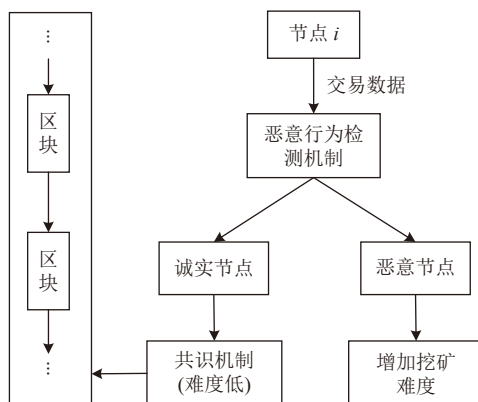 ⋮
区
块
区
块
⋮
节点 i
交易数据
恶意行为检
测机制
诚实节点
恶意节点
共识机制
(难度低)
增加挖矿
难度